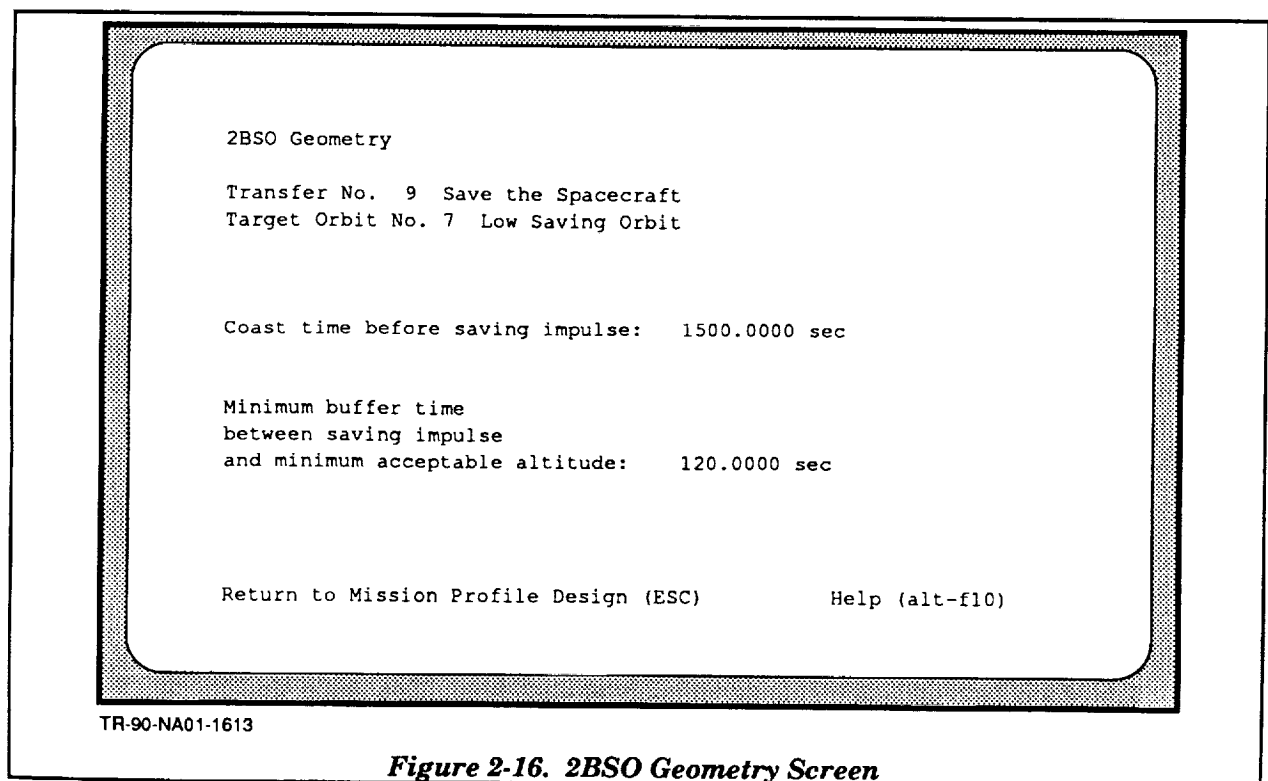 2BSO Geometry
Transfer No. 9 Save the Spacecraft
Target Orbit No. 7 Low Saving Orbit
Coast time before saving impulse: 1500.0000 sec
Minimum buffer time
between saving impulse
and minimum acceptable altitude: 120.0000 sec
Return to Mission Profile Design (ESC) Help (alt-f10)
TR-90-NA01-1613
Figure 2-16. 2BSO Geometry Screen